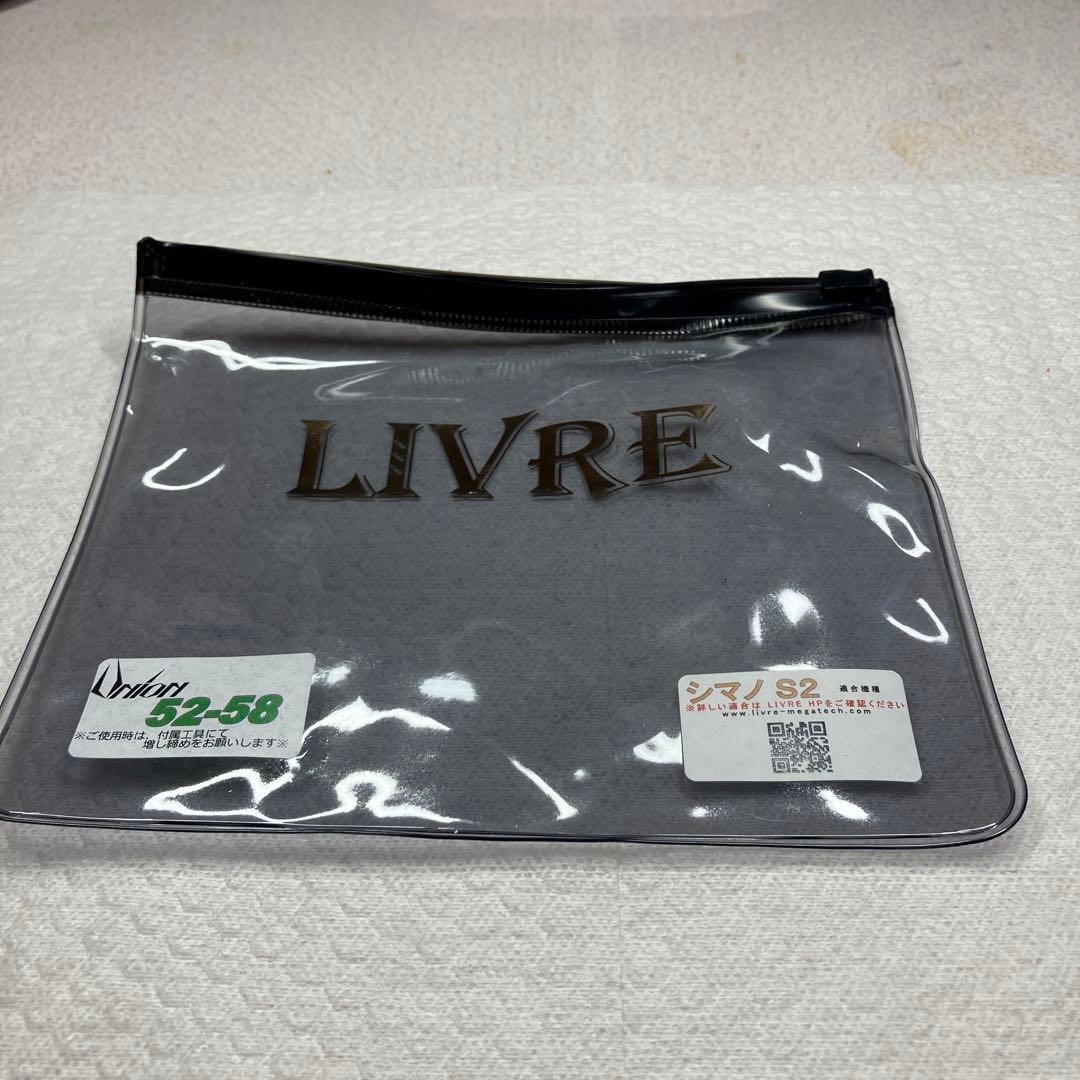 LIVRE
Union
52-58
※ご使用時は、付属工具にて
増し締めをお願いします※
シマノ S2 適合機種
※詳しい適合は LIVRE HPをご確認ください
www.livre-megatech.com